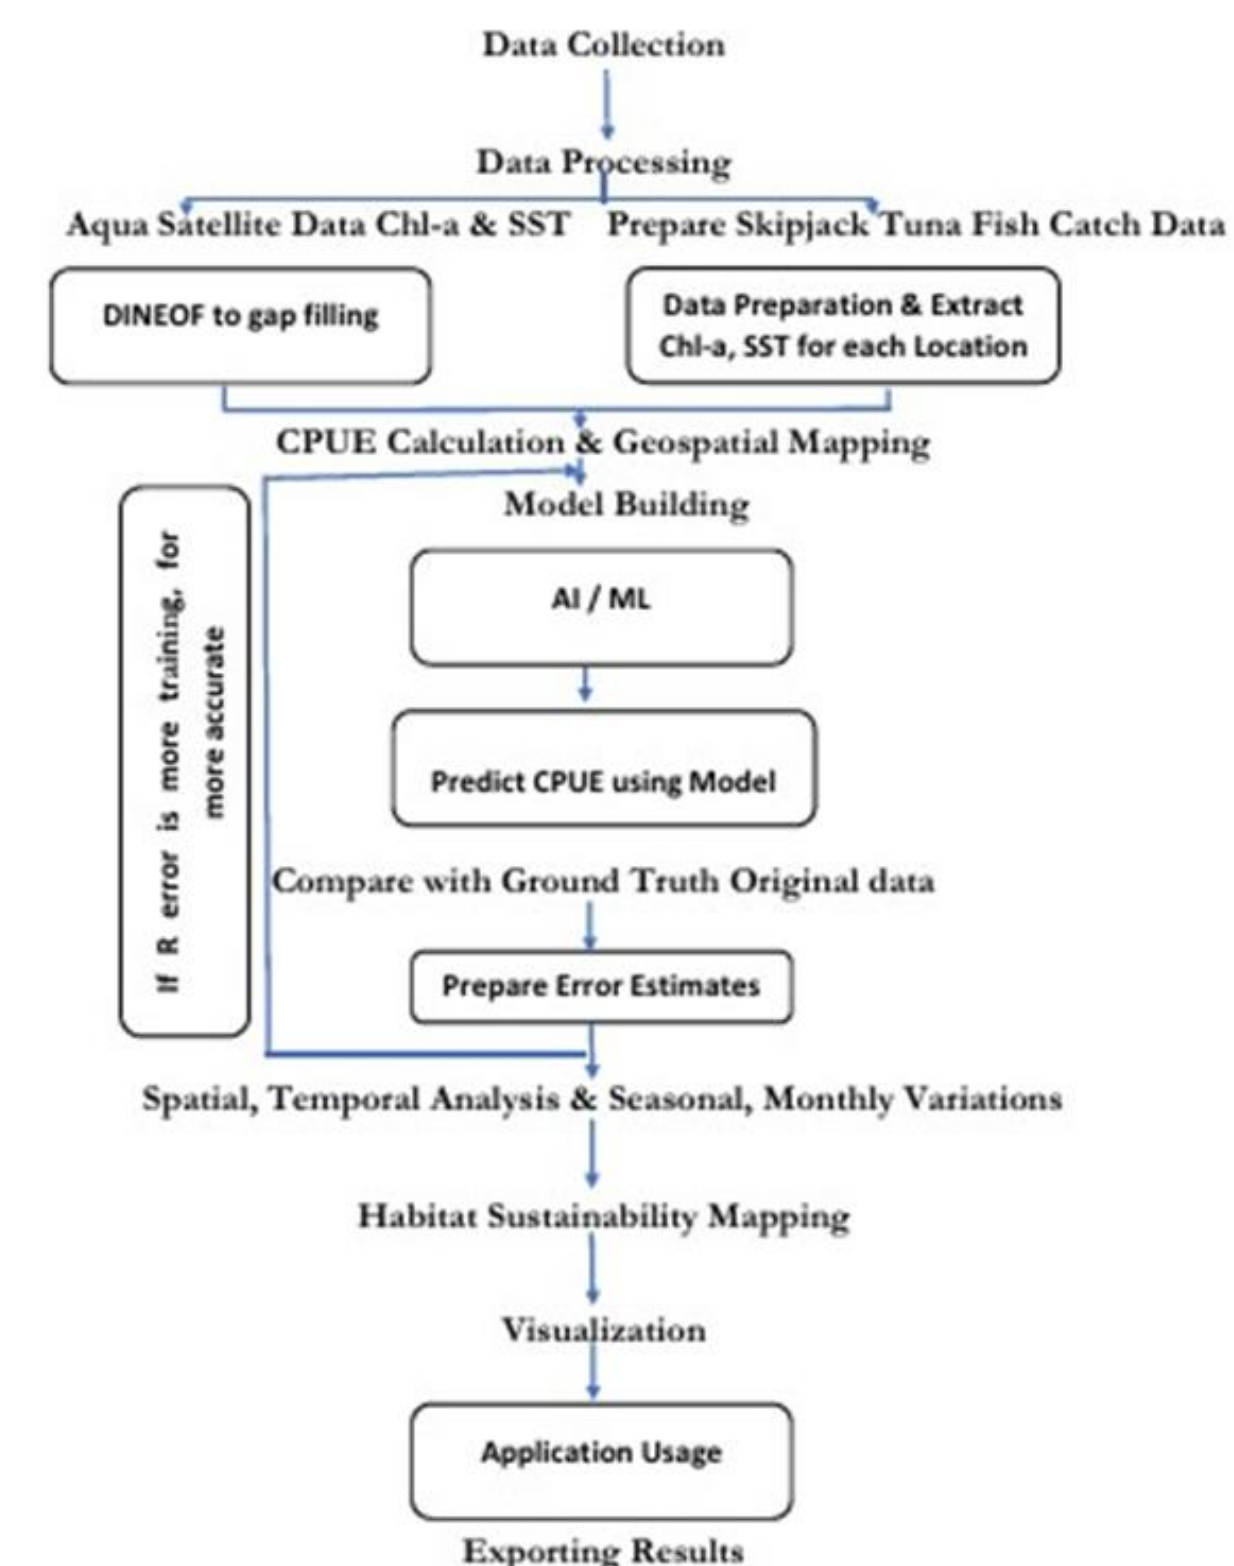 Data Collection
Data Processing
Aqua Satellite Data Chl-a & SST
Prepare Skipjack Tuna Fish Catch Data
DINEOF to gap filling
Data Preparation & Extract
Chl-a, SST for each Location
CPUE Calculation & Geospatial Mapping
Model Building
If R error is more training, for
more accurate
AI / ML
Predict CPUE using Model
Compare with Ground Truth Original data
Prepare Error Estimates
Spatial, Temporal Analysis & Seasonal, Monthly Variations
Habitat Sustainability Mapping
Visualization
Application Usage
Exporting Results